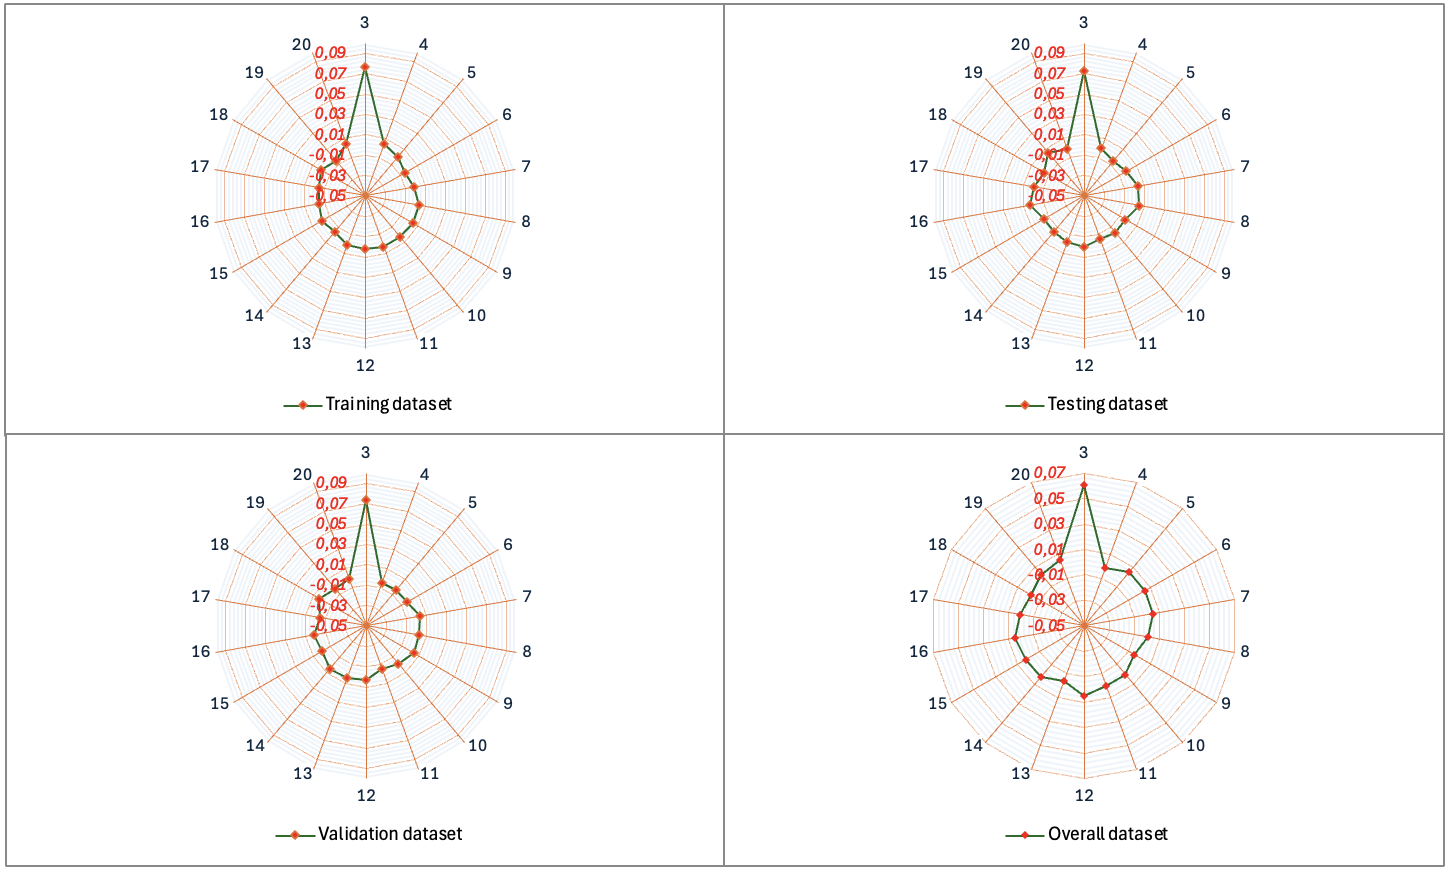 3
20 4
0,09
19 0,07 5
0,05
18 0,03 6
0,01
-0,01
17 -0,03 7
-0,05
16 8
15 9
14 10
13 11
12
Training dataset
3
20 4
0,09
19 0,07 5
0,05
18 0,03 6
0,01
-0,01
17 -0,03 7
-0,05
16 8
15 9
14 10
13 11
12
Testing dataset
3
20 4
0,09
19 0,07 5
0,05
18 0,03 6
0,01
-0,01
17 -0,03 7
-0,05
16 8
15 9
14 10
13 11
12
Validation dataset
3
0,07
20 4
19 0,05 5
0,03
18 0,01 6
-0,01
17 -0,03 7
-0,05
16 8
15 9
14 10
13 11
12
Overall dataset